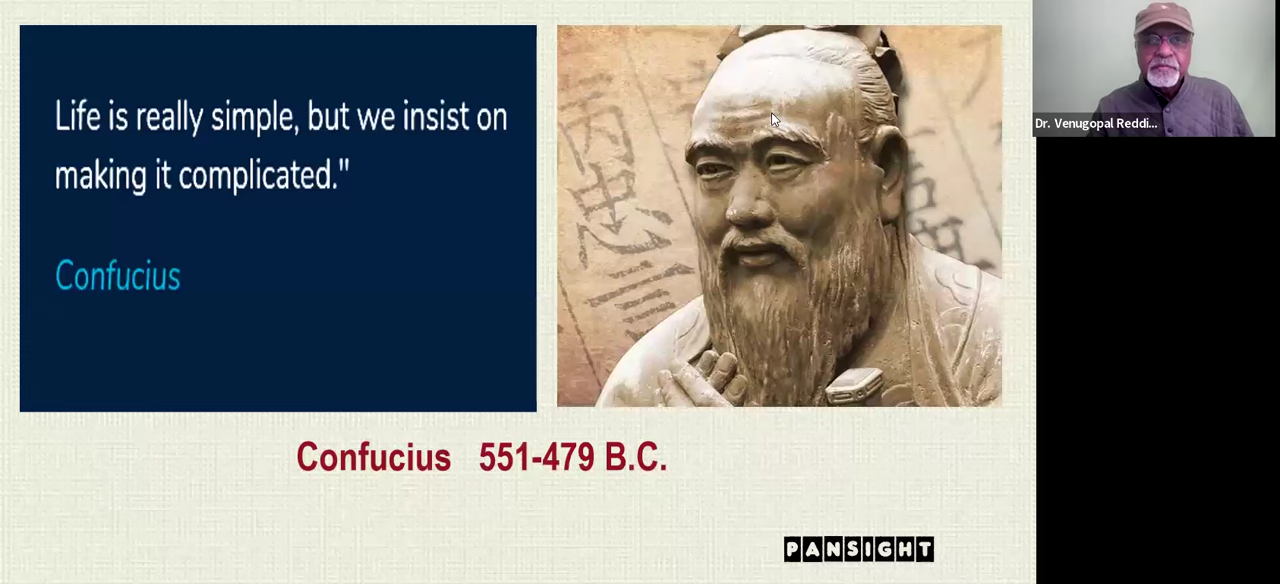 Life is really simple, but we insist on
making it complicated."
Confucius
Confucius 551-479 B.C.
PANSIGHT
Dr. Venugopal Reddi...